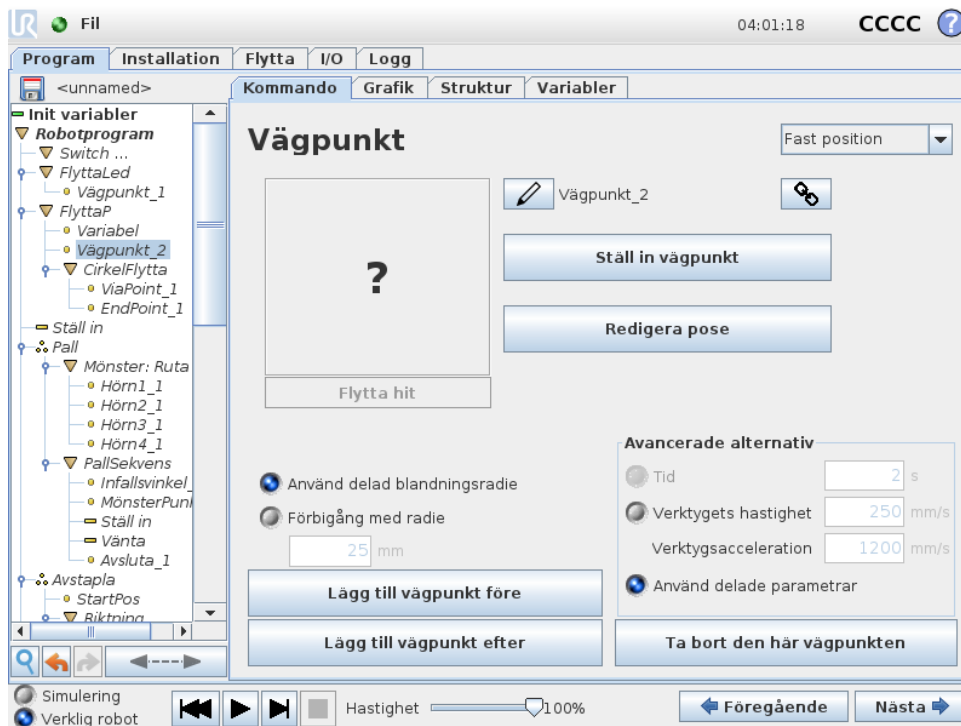 UR Fil 04:01:18 CCCC ?
Program Installation Flytta I/O Logg
<unnamed>
Kommando Grafik Struktur Variabler
Init variabler
Robotprogram
Switch ...
FlyttaLed
Vägpunkt_1
FlyttaP
Variabel
Vägpunkt_2
CirkelFlytta
ViaPoint_1
EndPoint_1
Ställ in
Pall
Mönster: Ruta
Hörn1_1
Hörn2_1
Hörn3_1
Hörn4_1
PallSekvens
Infallsvinkel_
MönsterPun
Ställ in
Vänta
Avsluta_1
Avstapla
StartPos
Riktning
Vägpunkt
Fast position
?
Vägpunkt_2
Ställ in vägpunkt
Redigera pose
Flytta hit
Använd delad blandningsradie
Förbigång med radie
25 mm
Avancerade alternativ
Tid 2 s
Verktygets hastighet 250 mm/s
Verktygsacceleration 1200 mm/s
Använd delade parametrar
Lägg till vägpunkt före
Lägg till vägpunkt efter
Ta bort den här vägpunkten
Simulering
Verklig robot
Hastighet 100%
Föregående
Nästa